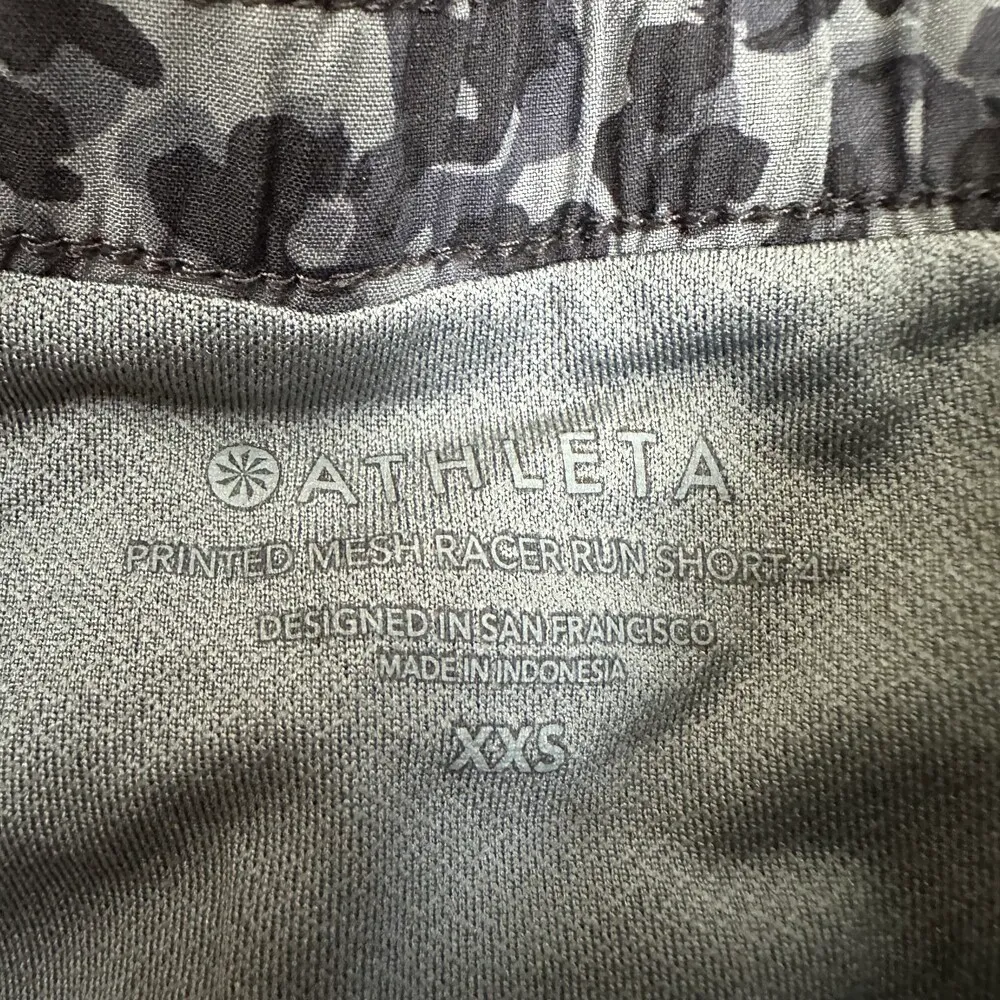 ATHLETA
PRINTED MESH RACER RUN SHORT
DESIGNED IN SAN FRANCISCO
MADE IN INDONESIA
XXS